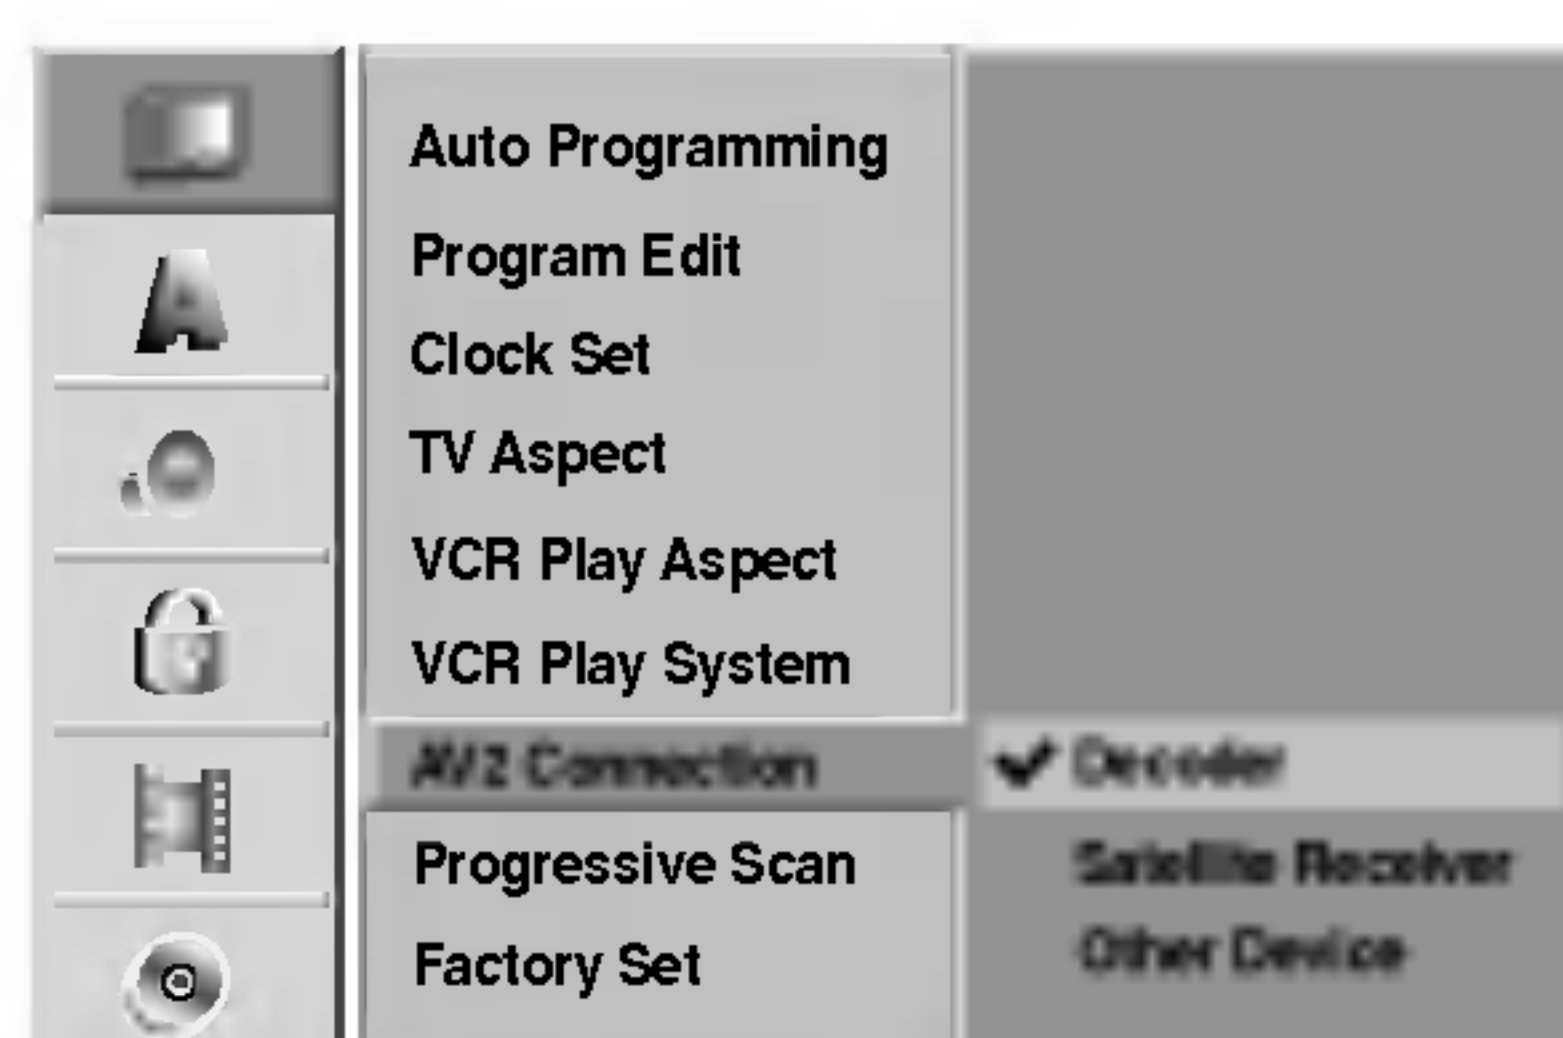 Auto Programming
Program Edit
Clock Set
TV Aspect
VCR Play Aspect
VCR Play System
AV2 Connection
Decoder
Progressive Scan
Satellite Receiver
Factory Set
Other Device